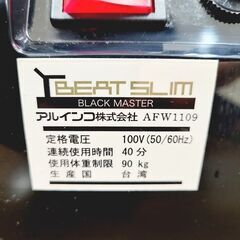 BEAT SLIM
BLACK MASTER
アルインコ株式会社 AFW1109
定格電圧 100V(50/60Hz)
連続使用時間 40分
使用体重制限 90 kg
生産国 台湾